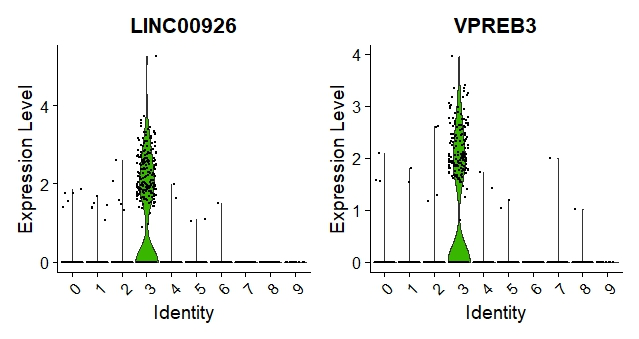 LINC00926
Expression Level
4
2
0
0 1 2 3 4 5 6 7 8 9
Identity
VPREB3
Expression Level
4
3
2
1
0
0 1 2 3 4 5 6 7 8 9
Identity